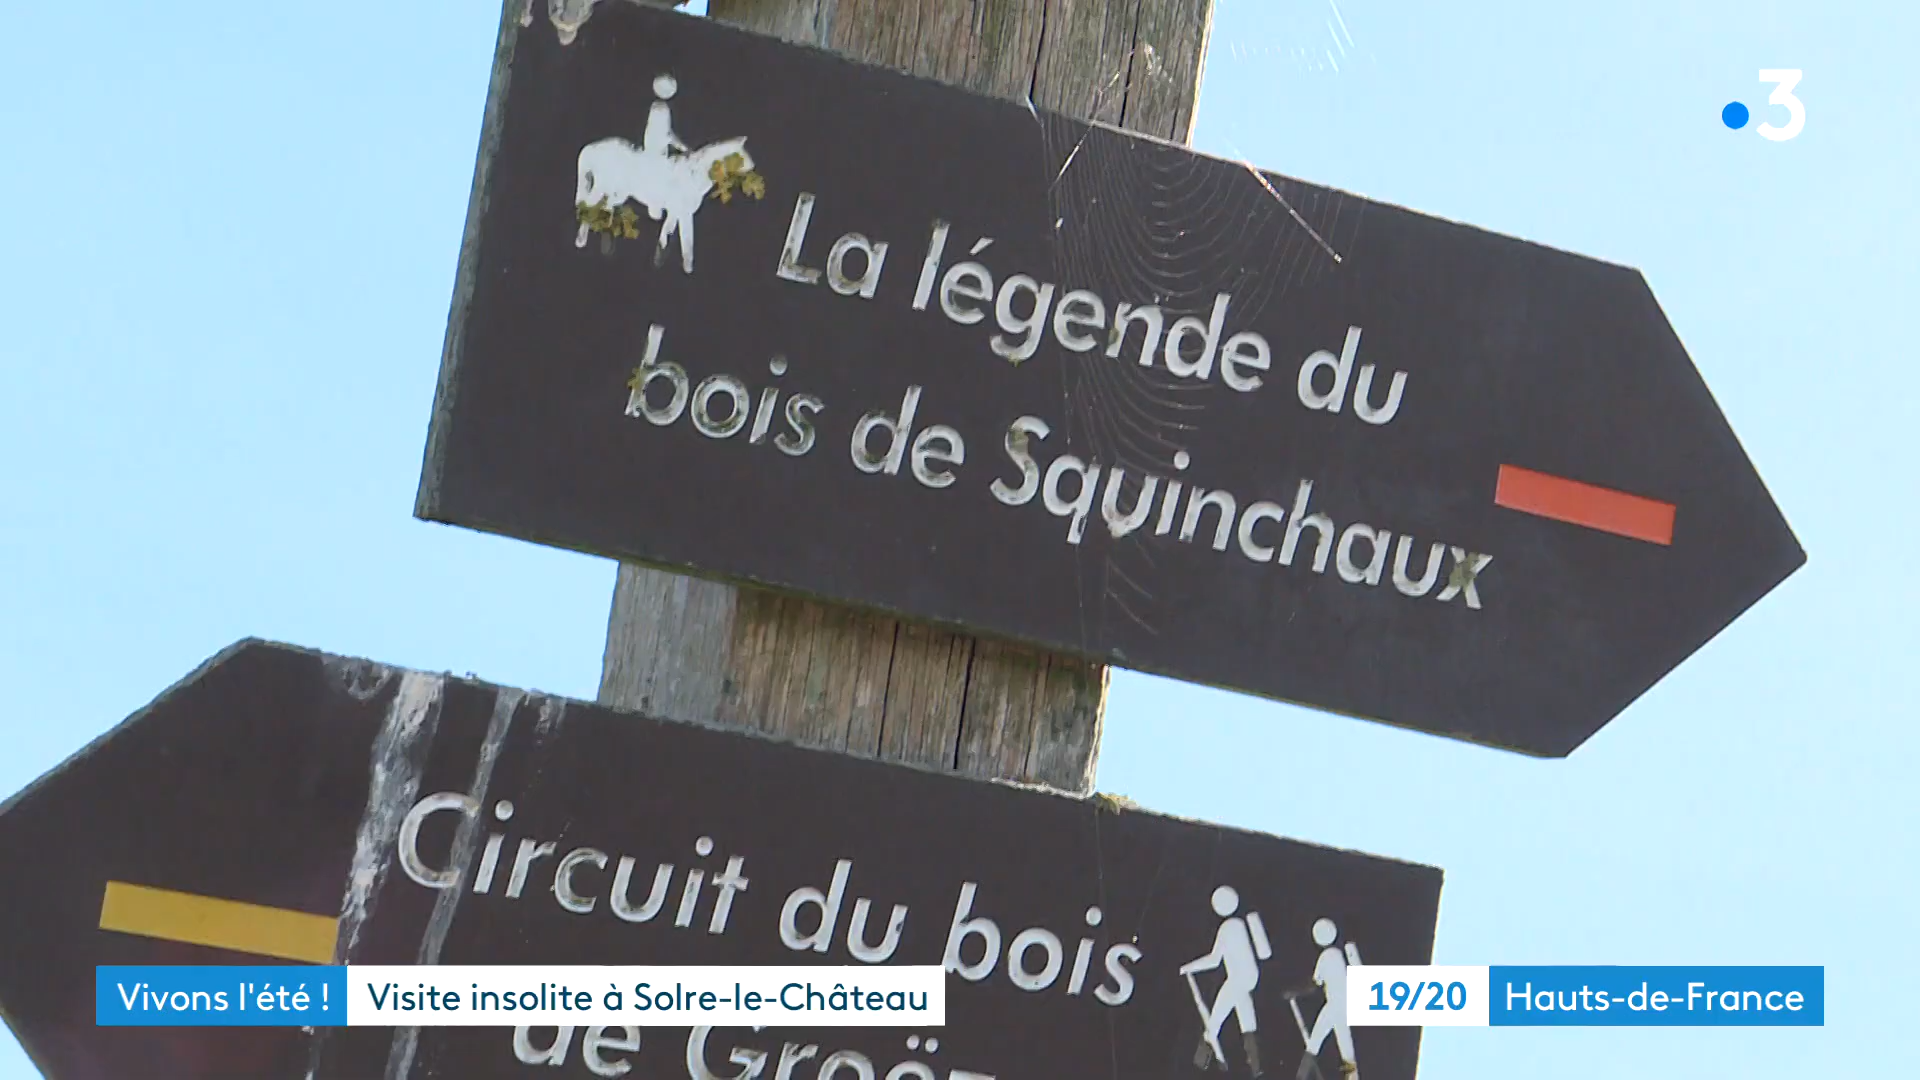 3
La légende du
bois de Squinchaux
Circuit du bois
de
Vivons l'été !
Visite insolite à Solre-le-Château
19/20
Hauts-de-France